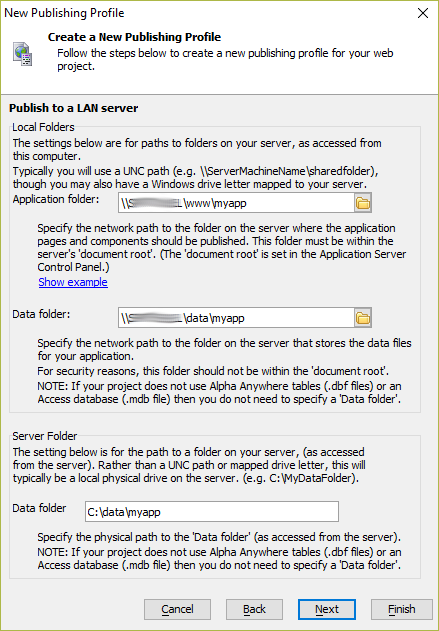 New Publishing Profile
Create a New Publishing Profile
Follow the steps below to create a new publishing profile for your web
project.
Publish to a LAN server
Local Folders
The settings below are for paths to folders on your server, as accessed from
this computer.
Typically you will use a UNC path (e.g. \\ServerMachineName\sharedfolder),
though you may also have a Windows drive letter mapped to your server.
Application folder: \www\myapp
Specify the network path to the folder on the server where the application
pages and components should be published. This folder must be within the
server's 'document root'. (The 'document root' is set in the Application Server
Control Panel.)
Show example
Data folder: \data\myapp
Specify the network path to the folder on the server that stores the data files
for your application.
For security reasons, this folder should not be within the 'document root'.
NOTE: If your project does not use Alpha Anywhere tables (.dbf files) or an
Access database (.mdb file) then you do not need to specify a 'Data folder'.
Server Folder
The setting below is for the path to a folder on your server, (as accessed
from the server). Rather than a UNC path or mapped drive letter, this will
typically be a local physical drive on the server. (e.g. C:\MyDataFolder).
Data folder C:\data\myapp
Specify the physical path to the 'Data folder' (as accessed from the server).
NOTE: If your project does not use Alpha Anywhere tables (.dbf files) or an
Access database (.mdb file) then you do not need to specify a 'Data folder'.
Cancel Back Next Finish